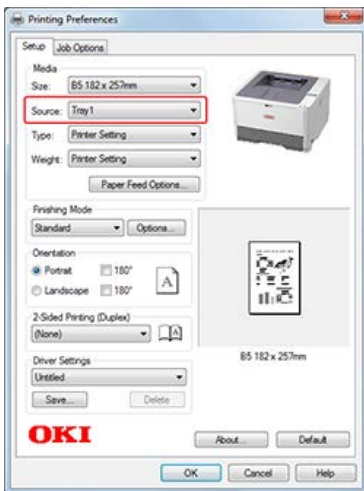 Printing Preferences
Setup Job Options
Media
Size: B5 182 x 257mm
Source: Tray1
Type: Printer Setting
Weight: Printer Setting
Paper Feed Options...
Finishing Mode
Standard Options...
Orientation
Portrait 180°
Landscape 180°
A
2-Sided Printing (Duplex)
(None)
A
B5 182 x 257mm
Driver Settings
Untitled
Save... Delete
OKI
About... Default
OK Cancel Help